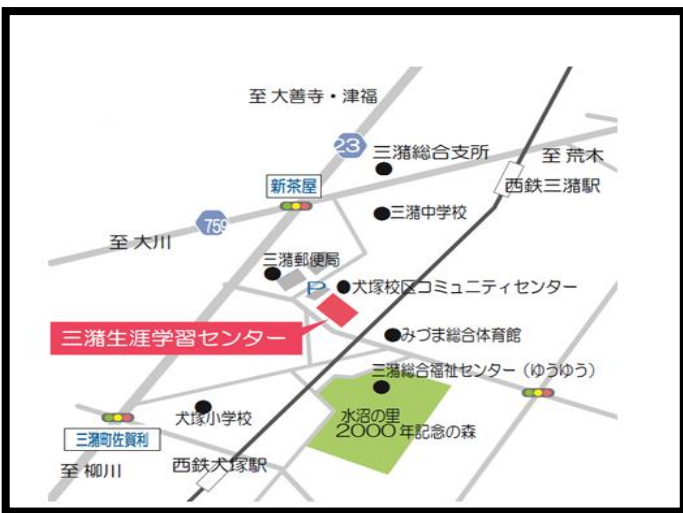 至 大善寺・津福
23
三潴総合支所
至 荒木
新茶屋
西鉄三潴駅
759
三潴中学校
至 大川
三潴郵便局
P
犬塚校区コミュニティセンター
三潴生涯学習センター
みづま総合体育館
三潴総合福祉センター（ゆうゆう）
犬塚小学校
水沼の里
2000年記念の森
三潴町佐賀利
至 柳川
西鉄犬塚駅